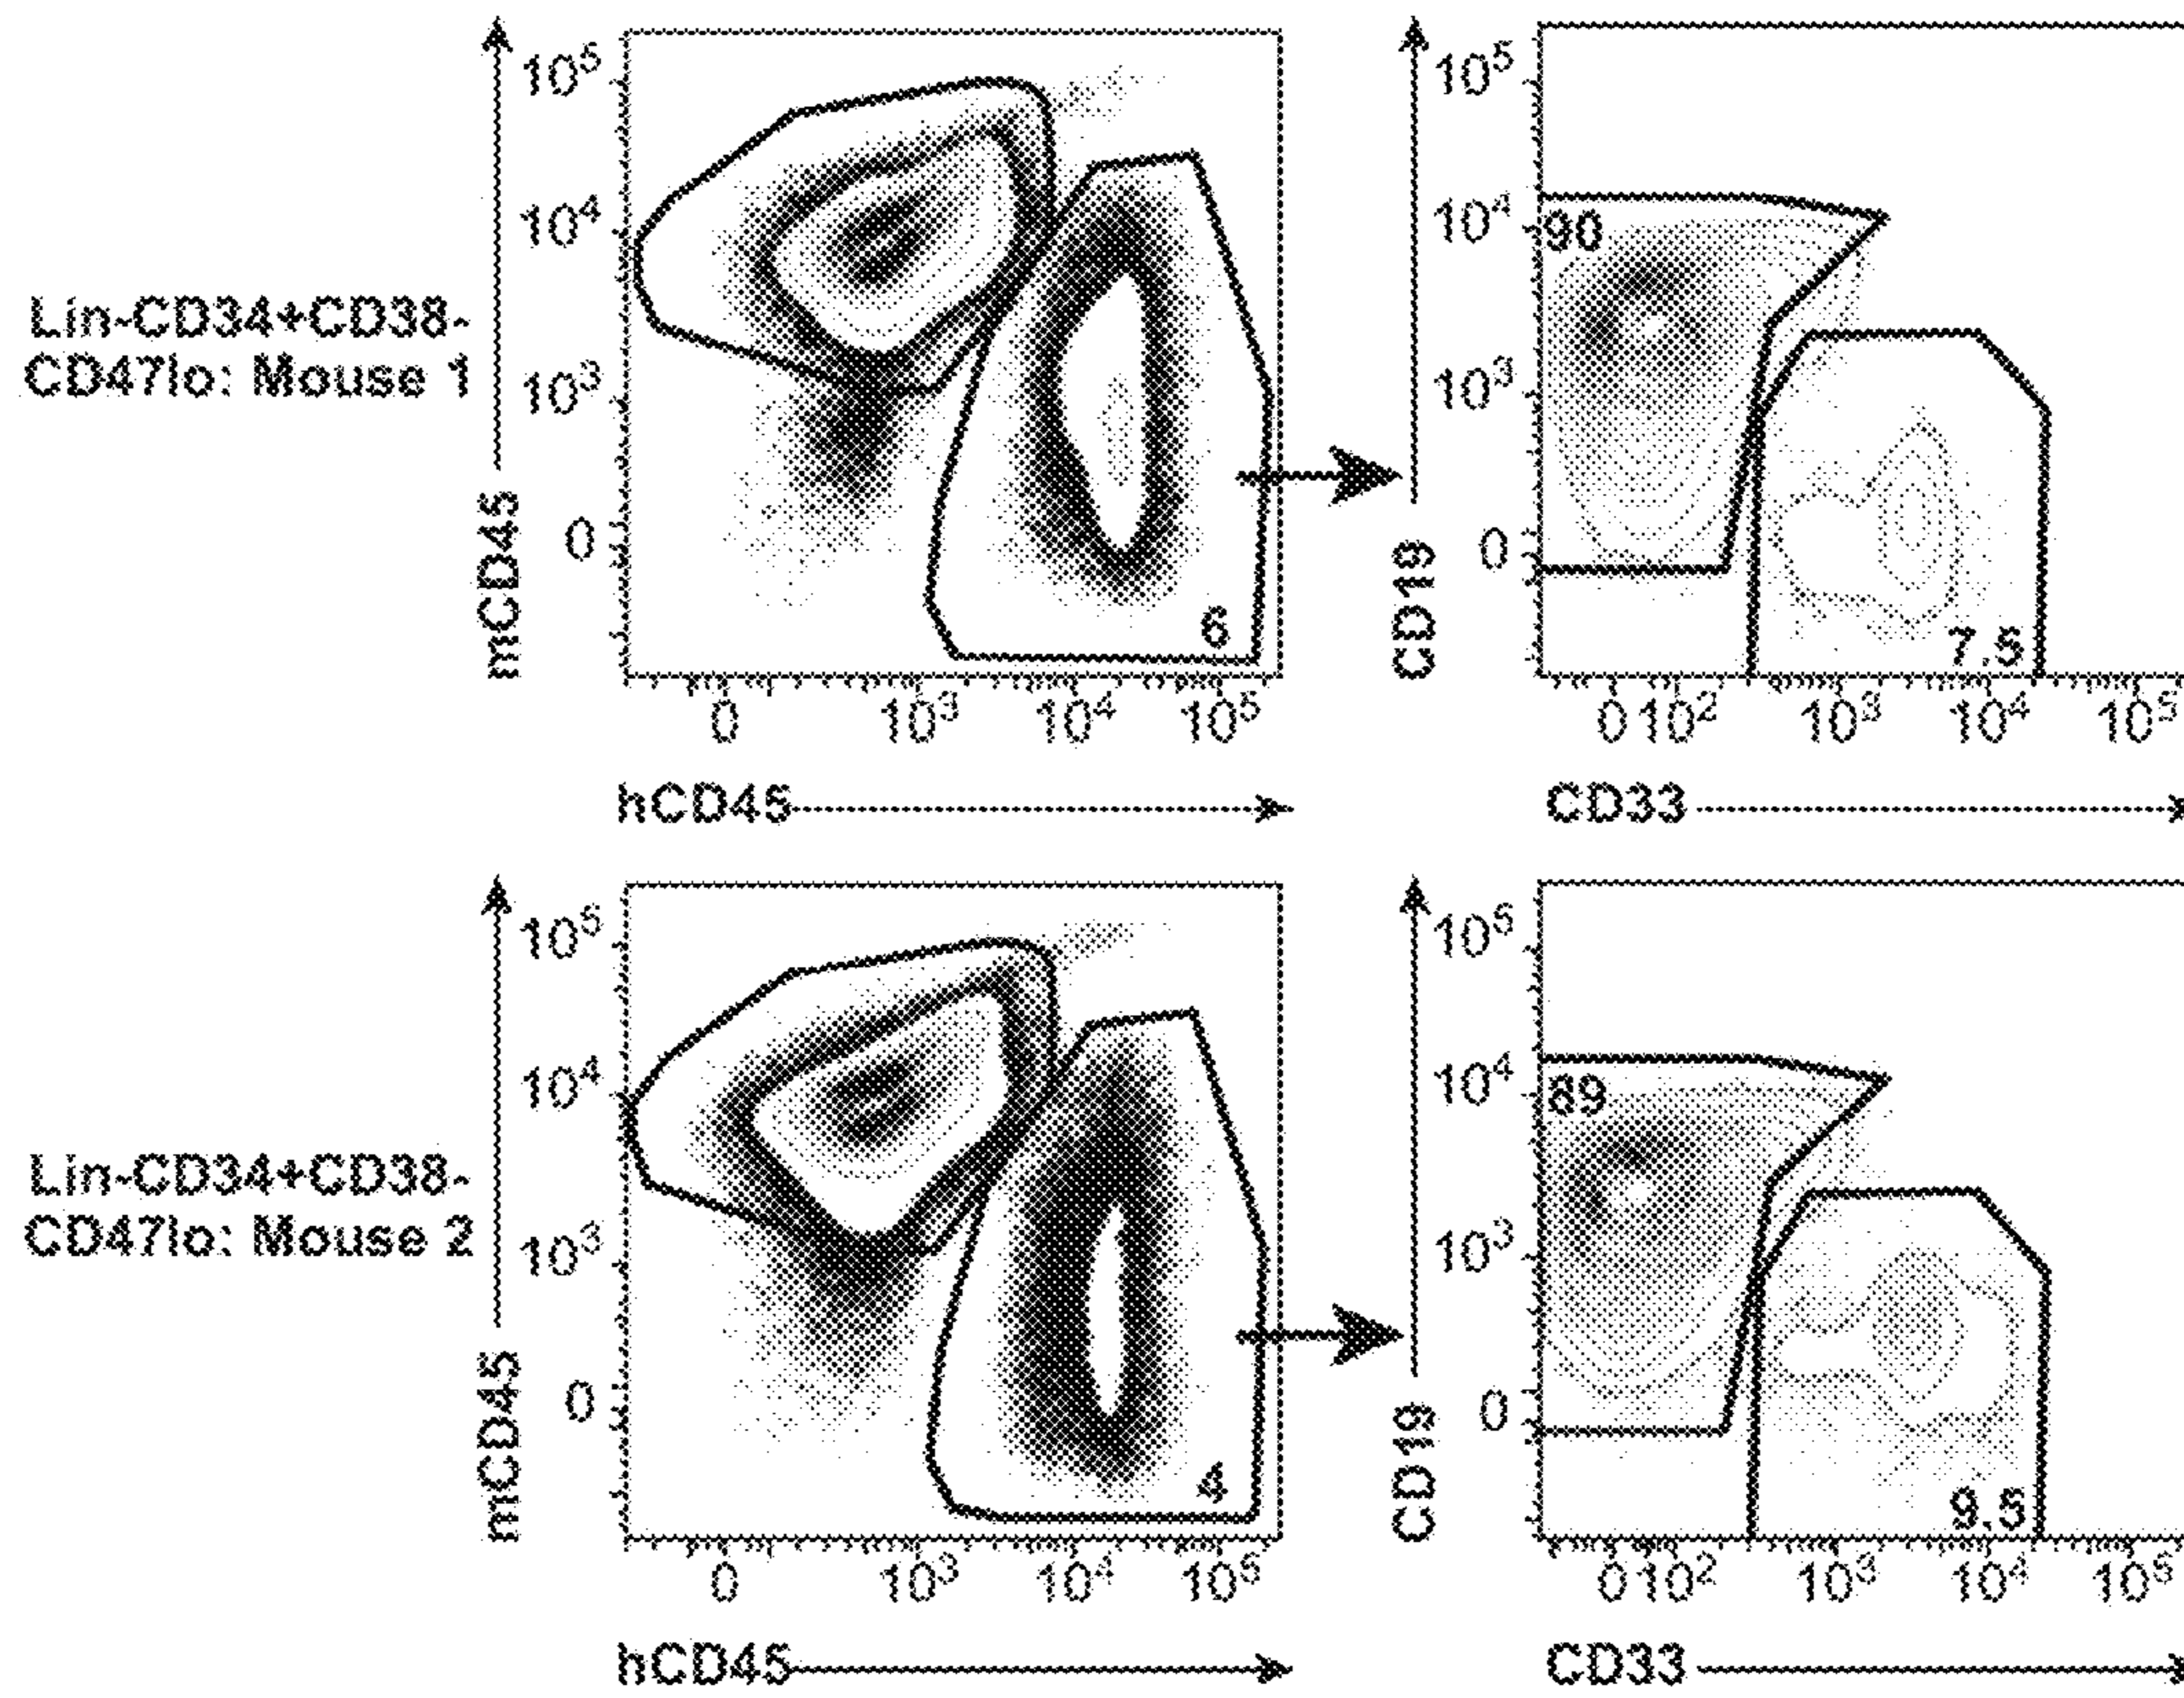 10⁵
10⁴
10³
0
mCD45
0 10³ 10⁴ 10⁵
hCD45
6
Lin-CD34+CD38-
CD47lo: Mouse 1
10⁵
10⁴
10³
0
CD19
90
7.5
0 10² 10³ 10⁴ 10⁵
CD33
Lin-CD34+CD38-
CD47lo: Mouse 2
10⁵
10⁴
10³
0
mCD45
4
0 10³ 10⁴ 10⁵
hCD45
10⁵
10⁴
10³
0
CD19
89
9.5
0 10² 10³ 10⁴ 10⁵
CD33